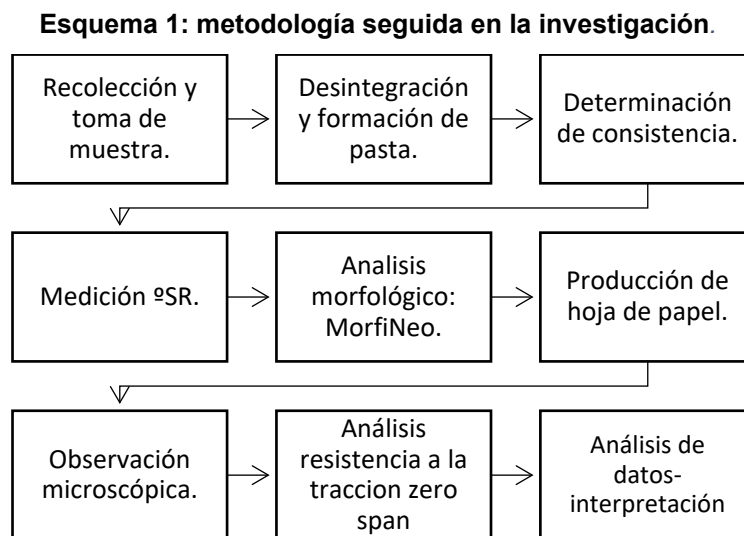 Esquema 1: metodología seguida en la investigación.
Recolección y
toma de
muestra.
Desintegración
y formación de
pasta.
Determinación
de consistencia.
Medición ºSR.
Analisis
morfológico:
MorfiNeo.
Producción de
hoja de papel.
Observación
microscópica.
Análisis
resistencia a la
traccion zero
span
Análisis de
datos-
interpretación